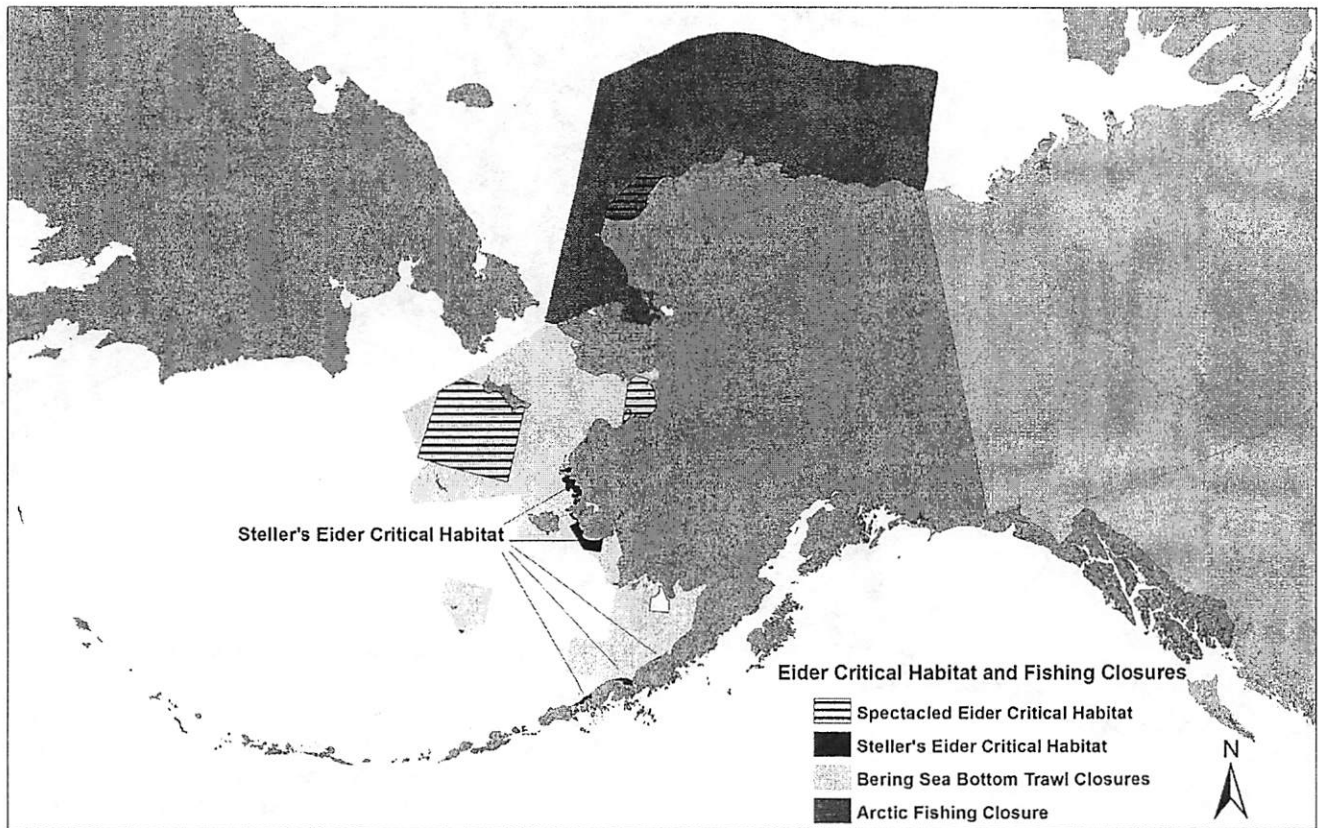 Steller's Eider Critical Habitat
Eider Critical Habitat and Fishing Closures
Spectacled Eider Critical Habitat
Steller's Eider Critical Habitat
Bering Sea Bottom Trawl Closures
Arctic Fishing Closure
N